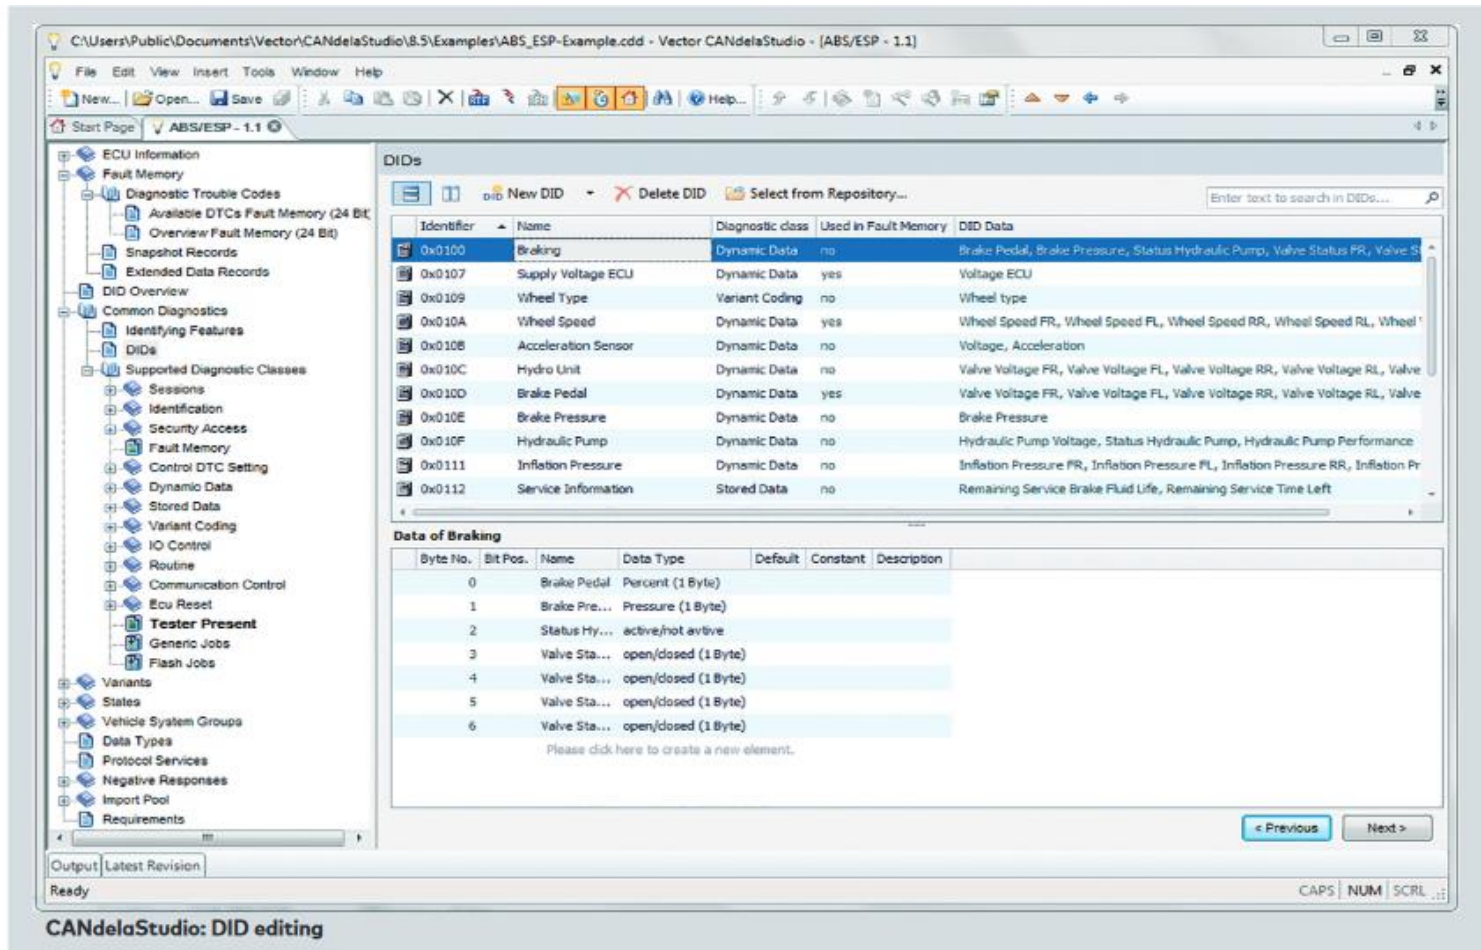 C:\Users\Public\Documents\Vector\CANdelaStudio\8.5\Examples\ABS_ESP-Example.cdd - Vector CANdelaStudio - [ABS/ESP - 1.1]
File Edit View Insert Tools Window Help
New... Open... Save Help...
Start Page ABS/ESP - 1.1
ECU Information
Fault Memory
Diagnostic Trouble Codes
Available DTCs Fault Memory (24 Bit
Overview Fault Memory (24 Bit)
Snapshot Records
Extended Data Records
DID Overview
Common Diagnostics
Identifying Features
DIDs
Supported Diagnostic Classes
Sessions
Identification
Security Access
Fault Memory
Control DTC Setting
Dynamic Data
Stored Data
Variant Coding
IO Control
Routine
Communication Control
Ecu Reset
Tester Present
Generic Jobs
Flash Jobs
Variants
States
Vehicle System Groups
Data Types
Protocol Services
Negative Responses
Import Pool
Requirements
DIDs
DID New DID Delete DID Select from Repository...
Enter text to search in DIDs...
Identifier Name Diagnostic class Used in Fault Memory DID Data
0x0100 Braking Dynamic Data no Brake Pedal, Brake Pressure, Status Hydraulic Pump, Valve Status FR, Valve St
0x0107 Supply Voltage ECU Dynamic Data yes Voltage ECU
0x0109 Wheel Type Variant Coding no Wheel type
0x010A Wheel Speed Dynamic Data yes Wheel Speed FR, Wheel Speed FL, Wheel Speed RR, Wheel Speed RL, Wheel
0x010B Acceleration Sensor Dynamic Data no Voltage, Acceleration
0x010C Hydro Unit Dynamic Data no Valve Voltage FR, Valve Voltage FL, Valve Voltage RR, Valve Voltage RL, Valve
0x010D Brake Pedal Dynamic Data yes Valve Voltage FR, Valve Voltage FL, Valve Voltage RR, Valve Voltage RL, Valve
0x010E Brake Pressure Dynamic Data no Brake Pressure
0x010F Hydraulic Pump Dynamic Data no Hydraulic Pump Voltage, Status Hydraulic Pump, Hydraulic Pump Performance
0x0111 Inflation Pressure Dynamic Data no Inflation Pressure FR, Inflation Pressure FL, Inflation Pressure RR, Inflation Pr
0x0112 Service Information Stored Data no Remaining Service Brake Fluid Life, Remaining Service Time Left
Data of Braking
Byte No. Bit Pos. Name Data Type Default Constant Description
0 Brake Pedal Percent (1 Byte)
1 Brake Pre... Pressure (1 Byte)
2 Status Hy... active/not avtive
3 Valve Sta... open/closed (1 Byte)
4 Valve Sta... open/closed (1 Byte)
5 Valve Sta... open/closed (1 Byte)
6 Valve Sta... open/closed (1 Byte)
Please click here to create a new element.
< Previous Next >
Output Latest Revision
Ready CAPS NUM SCRL
CANdelaStudio: DID editing